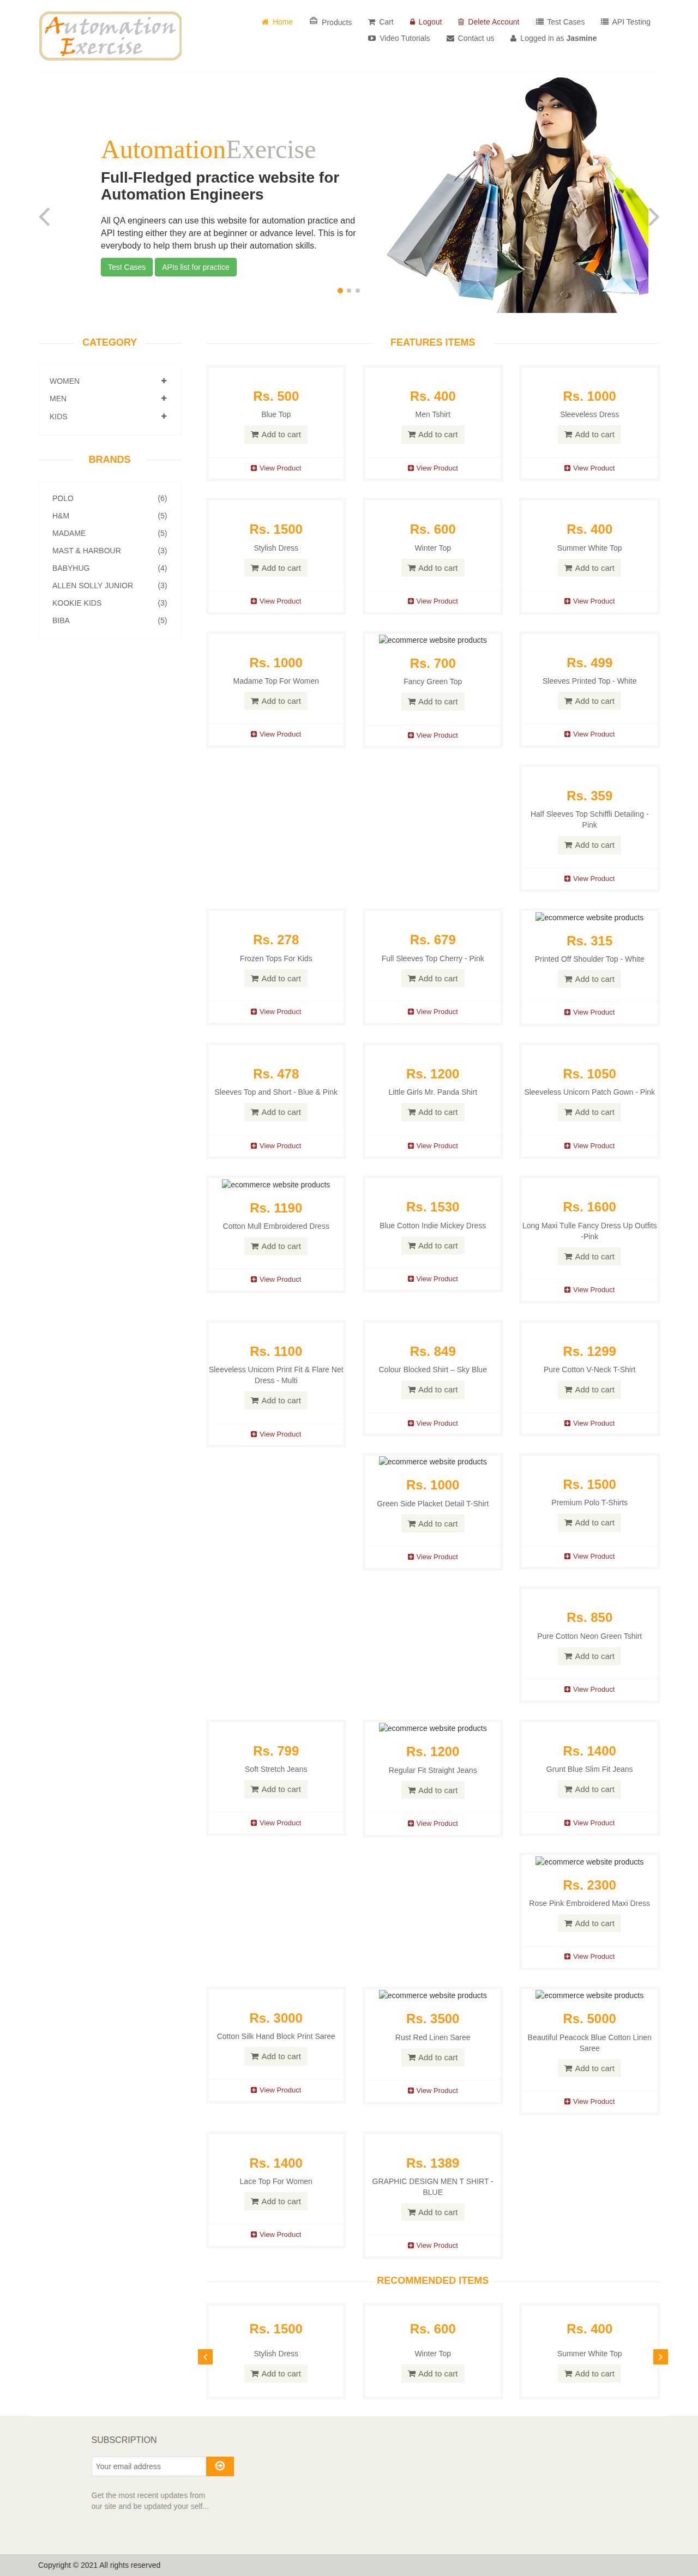 Automation
Exercise
Home
Products
Cart
Logout
Delete Account
Test Cases
API Testing
Video Tutorials
Contact us
Logged in as Jasmine
AutomationExercise
Full-Fledged practice website for
Automation Engineers
All QA engineers can use this website for automation practice and
API testing either they are at beginner or advance level. This is for
everybody to help them brush up their automation skills.
Test Cases
APIs list for practice
CATEGORY
WOMEN
MEN
KIDS
BRANDS
POLO (6)
H&M (5)
MADAME (5)
MAST & HARBOUR (3)
BABYHUG (4)
ALLEN SOLLY JUNIOR (3)
KOOKIE KIDS (3)
BIBA (5)
FEATURES ITEMS
Rs. 500
Blue Top
Add to cart
View Product
Rs. 400
Men Tshirt
Add to cart
View Product
Rs. 1000
Sleeveless Dress
Add to cart
View Product
Rs. 1500
Stylish Dress
Add to cart
View Product
Rs. 600
Winter Top
Add to cart
View Product
Rs. 400
Summer White Top
Add to cart
View Product
Rs. 1000
Madame Top For Women
Add to cart
View Product
ecommerce website products
Rs. 700
Fancy Green Top
Add to cart
View Product
Rs. 499
Sleeves Printed Top - White
Add to cart
View Product
Rs. 359
Half Sleeves Top Schiffli Detailing -
Pink
Add to cart
View Product
Rs. 278
Frozen Tops For Kids
Add to cart
View Product
Rs. 679
Full Sleeves Top Cherry - Pink
Add to cart
View Product
ecommerce website products
Rs. 315
Printed Off Shoulder Top - White
Add to cart
View Product
Rs. 478
Sleeves Top and Short - Blue & Pink
Add to cart
View Product
Rs. 1200
Little Girls Mr. Panda Shirt
Add to cart
View Product
Rs. 1050
Sleeveless Unicorn Patch Gown - Pink
Add to cart
View Product
ecommerce website products
Rs. 1190
Cotton Mull Embroidered Dress
Add to cart
View Product
Rs. 1530
Blue Cotton Indie Mickey Dress
Add to cart
View Product
Rs. 1600
Long Maxi Tulle Fancy Dress Up Outfits
-Pink
Add to cart
View Product
Rs. 1100
Sleeveless Unicorn Print Fit & Flare Net
Dress - Multi
Add to cart
View Product
Rs. 849
Colour Blocked Shirt – Sky Blue
Add to cart
View Product
Rs. 1299
Pure Cotton V-Neck T-Shirt
Add to cart
View Product
ecommerce website products
Rs. 1000
Green Side Placket Detail T-Shirt
Add to cart
View Product
Rs. 1500
Premium Polo T-Shirts
Add to cart
View Product
Rs. 850
Pure Cotton Neon Green Tshirt
Add to cart
View Product
Rs. 799
Soft Stretch Jeans
Add to cart
View Product
ecommerce website products
Rs. 1200
Regular Fit Straight Jeans
Add to cart
View Product
Rs. 1400
Grunt Blue Slim Fit Jeans
Add to cart
View Product
ecommerce website products
Rs. 2300
Rose Pink Embroidered Maxi Dress
Add to cart
View Product
Rs. 3000
Cotton Silk Hand Block Print Saree
Add to cart
View Product
ecommerce website products
Rs. 3500
Rust Red Linen Saree
Add to cart
View Product
ecommerce website products
Rs. 5000
Beautiful Peacock Blue Cotton Linen
Saree
Add to cart
View Product
Rs. 1400
Lace Top For Women
Add to cart
View Product
Rs. 1389
GRAPHIC DESIGN MEN T SHIRT -
BLUE
Add to cart
View Product
RECOMMENDED ITEMS
Rs. 1500
Stylish Dress
Add to cart
Rs. 600
Winter Top
Add to cart
Rs. 400
Summer White Top
Add to cart
SUBSCRIPTION
Your email address
Get the most recent updates from
our site and be updated your self...
Copyright © 2021 All rights reserved